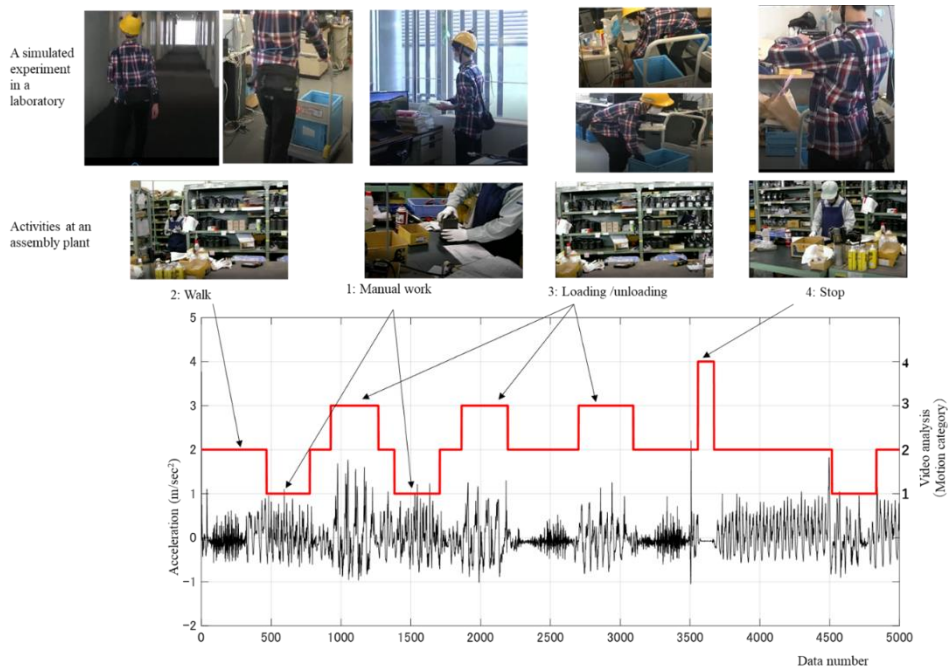 A simulated
experiment
in a
laboratory
Activities at an
assembly plant
2: Walk
1: Manual work
3: Loading /unloading
4: Stop
Acceleration (m/sec²)
5
4
3
2
1
0
-1
-2
4
3
2
1
Video analysis
(Motion category)
0
500
1000
1500
2000
2500
3000
3500
4000
4500
5000
Data number